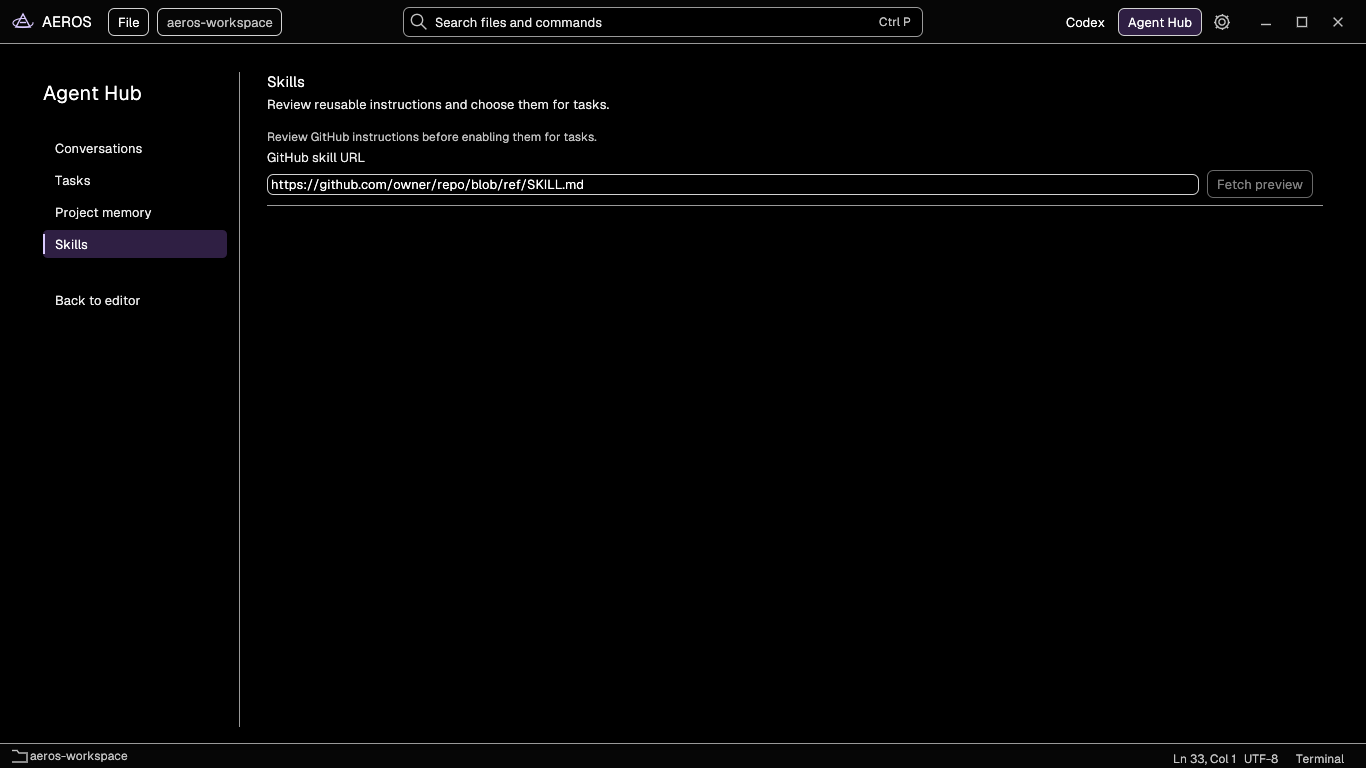 AEROS File aeros-workspace Search files and commands Ctrl P Codex Agent Hub
Agent Hub
Conversations
Tasks
Project memory
Skills
Back to editor
Skills
Review reusable instructions and choose them for tasks.
Review GitHub instructions before enabling them for tasks.
GitHub skill URL
https://github.com/owner/repo/blob/ref/SKILL.md Fetch preview
aeros-workspace Ln 33, Col 1 UTF-8 Terminal